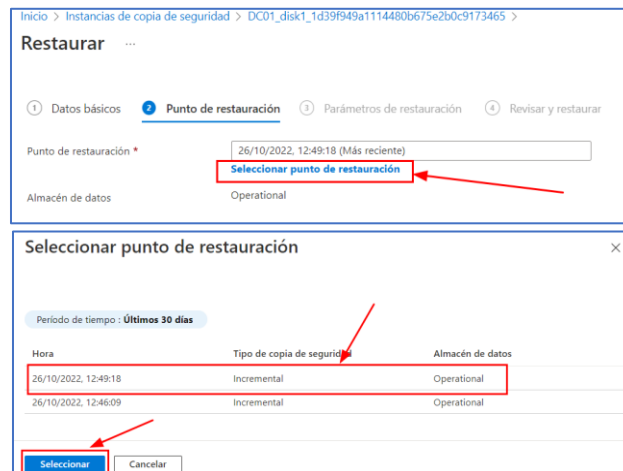 Inicio > Instancias de copia de seguridad > DC01_disk1_1d39f949a1114480b675e2b0c9173465 >
Restaurar ...
1 Datos básicos 2 Punto de restauración 3 Parámetros de restauración 4 Revisar y restaurar
Punto de restauración * 26/10/2022, 12:49:18 (Más reciente)
Seleccionar punto de restauración
Almacén de datos Operational
Seleccionar punto de restauración ×
Período de tiempo : Últimos 30 días
Hora Tipo de copia de seguridad Almacén de datos
26/10/2022, 12:49:18 Incremental Operational
26/10/2022, 12:46:09 Incremental Operational
Seleccionar Cancelar